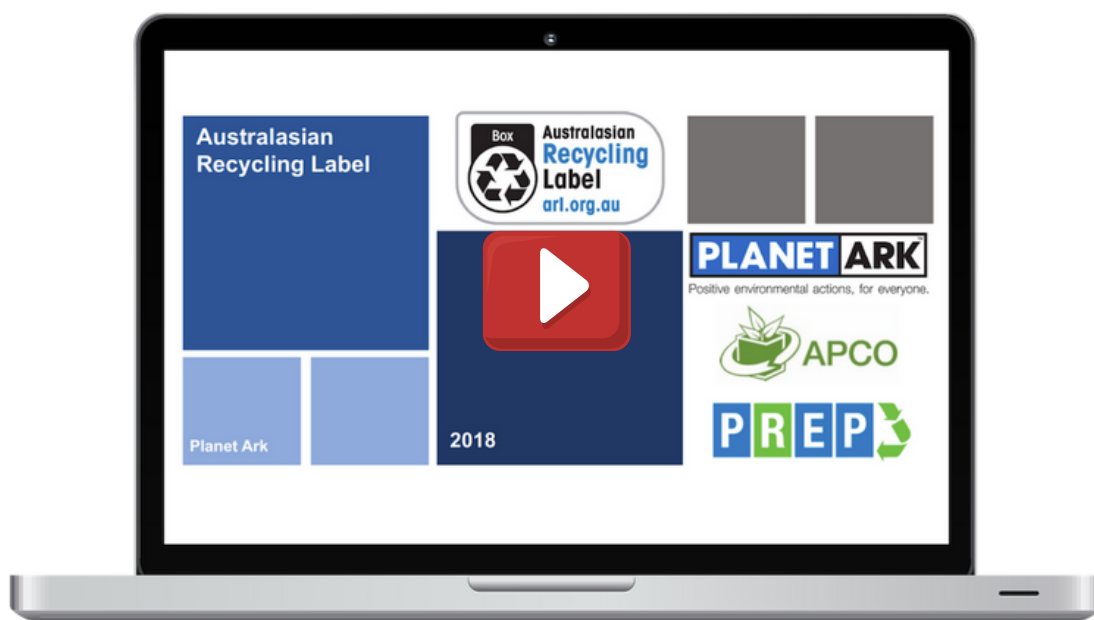 Australasian
Recycling Label
Box
Australasian
Recycling
Label
arl.org.au
PLANET ARK™
Positive environmental actions, for everyone.
APCO
PREP
Planet Ark
2018